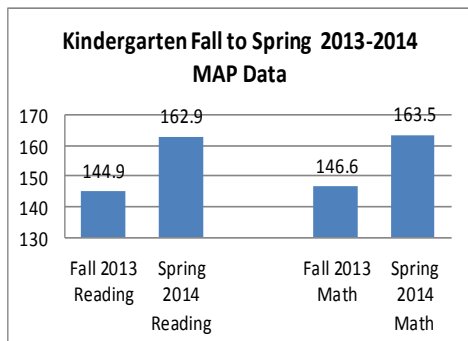 Kindergarten Fall to Spring 2013-2014
MAP Data
170
160
150
140
130
144.9
162.9
146.6
163.5
Fall 2013
Reading
Spring
2014
Reading
Fall 2013
Math
Spring
2014
Math